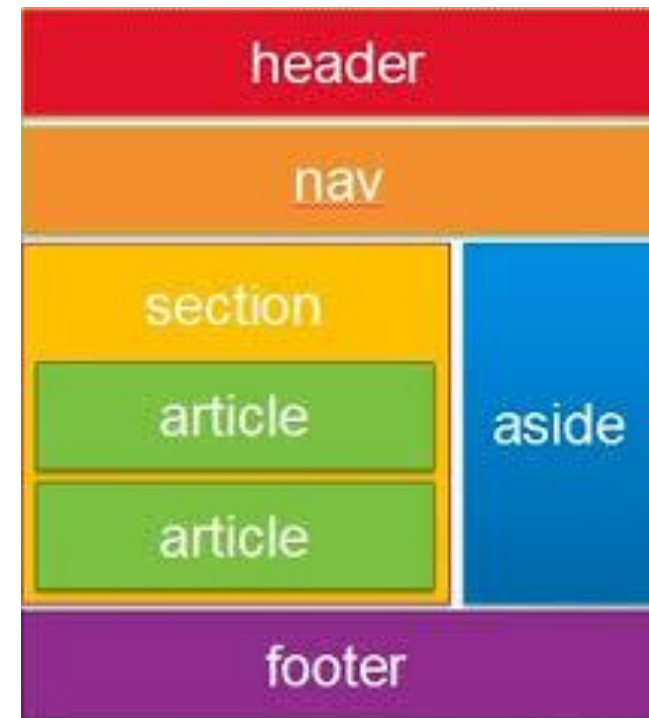 header
nav
section
article
article
aside
footer